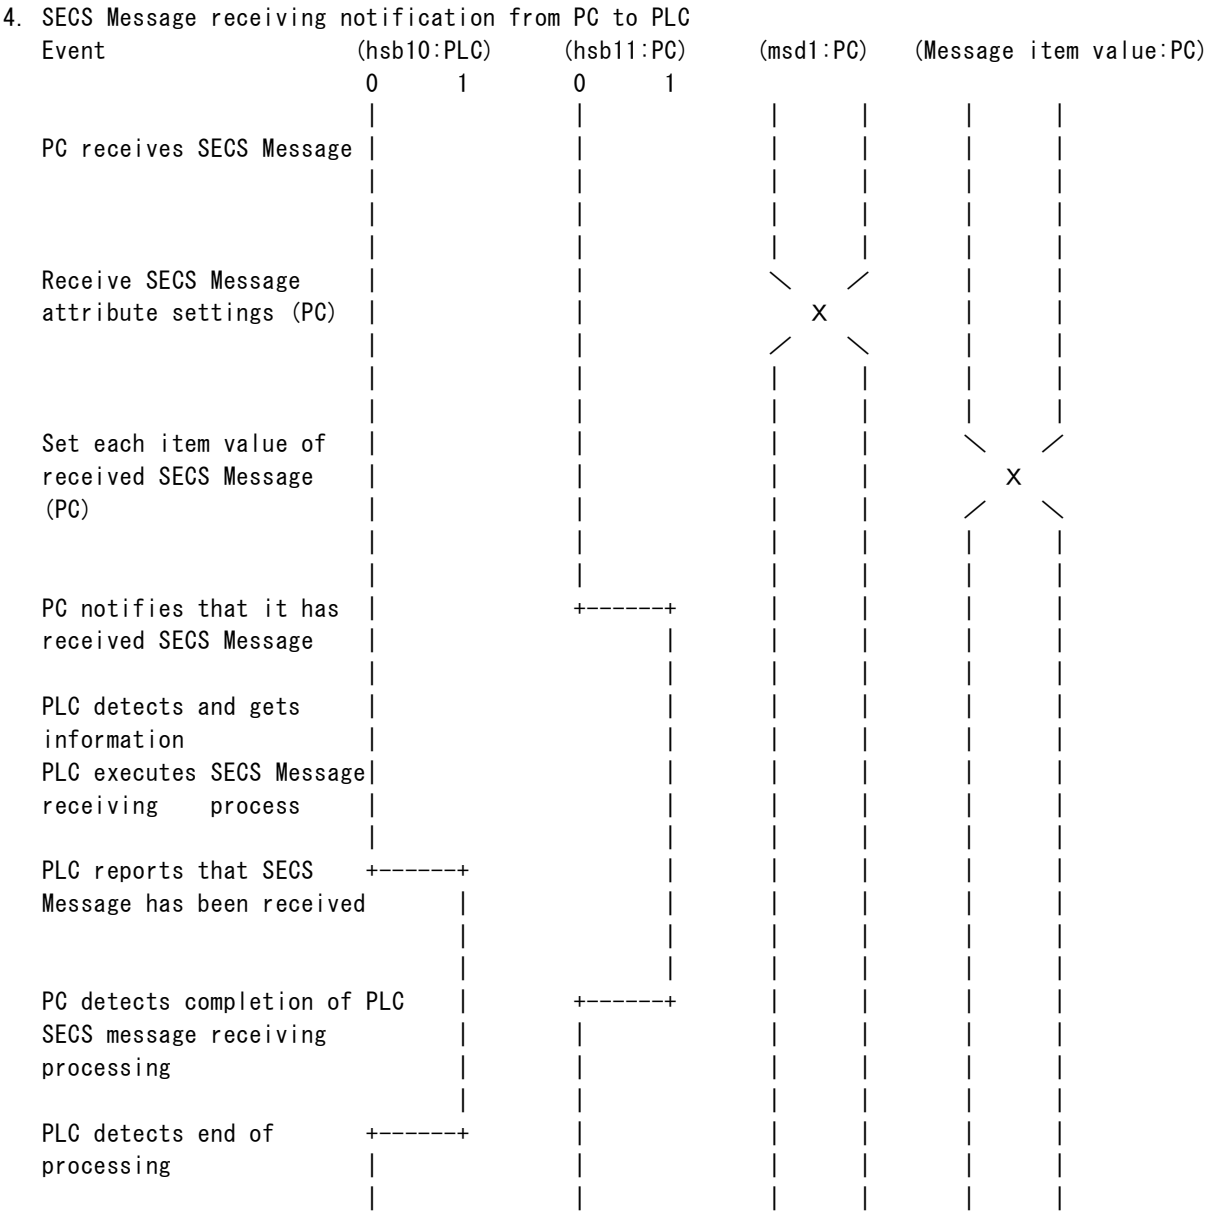 4. SECS Message receiving notification from PC to PLC
Event (hsb10:PLC) (hsb11:PC) (msd1:PC) (Message item value:PC)
0 1 0 1
PC receives SECS Message
Receive SECS Message
attribute settings (PC) X
Set each item value of
received SECS Message X
(PC)
PC notifies that it has +------+
received SECS Message
PLC detects and gets
information
PLC executes SECS Message
receiving process
PLC reports that SECS +------+
Message has been received
PC detects completion of PLC +------+
SECS message receiving
processing
PLC detects end of +------+
processing